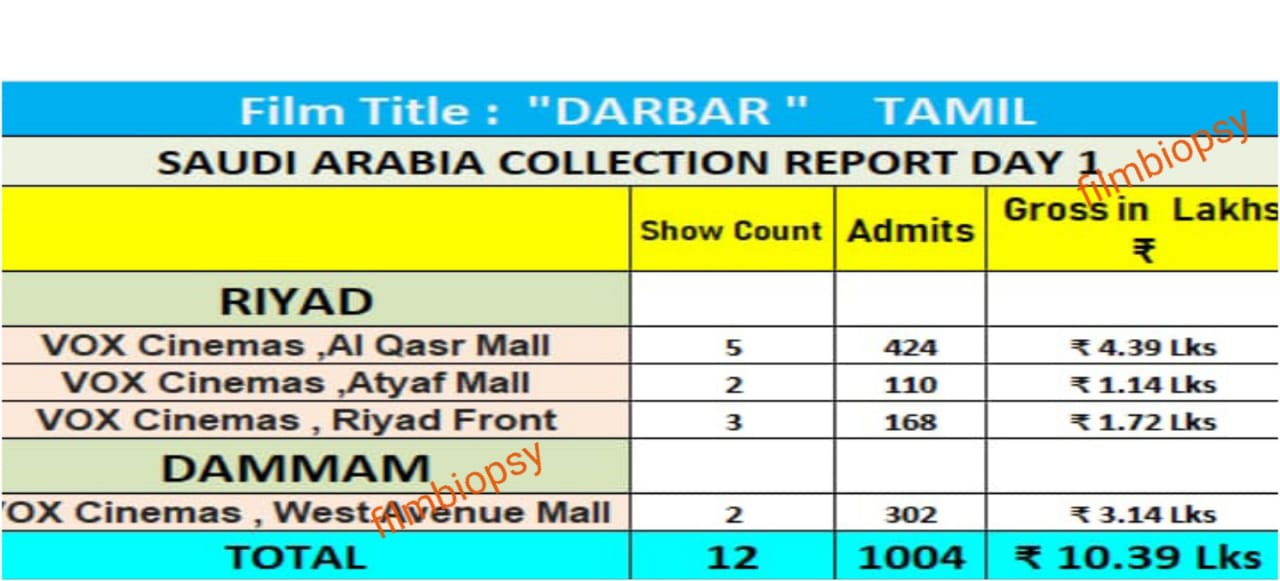 Film Title :  "DARBAR "  TAMIL
SAUDI ARABIA COLLECTION REPORT DAY 1
filmbiopsy
Show Count Admits Gross in Lakhs ₹
RIYAD
VOX Cinemas ,Al Qasr Mall 5 424 ₹ 4.39 Lks
VOX Cinemas ,Atyaf Mall 2 110 ₹ 1.14 Lks
VOX Cinemas , Riyad Front 3 168 ₹ 1.72 Lks
DAMMAM
filmbiopsy
OX Cinemas , West Avenue Mall 2 302 ₹ 3.14 Lks
TOTAL 12 1004 ₹ 10.39 Lks